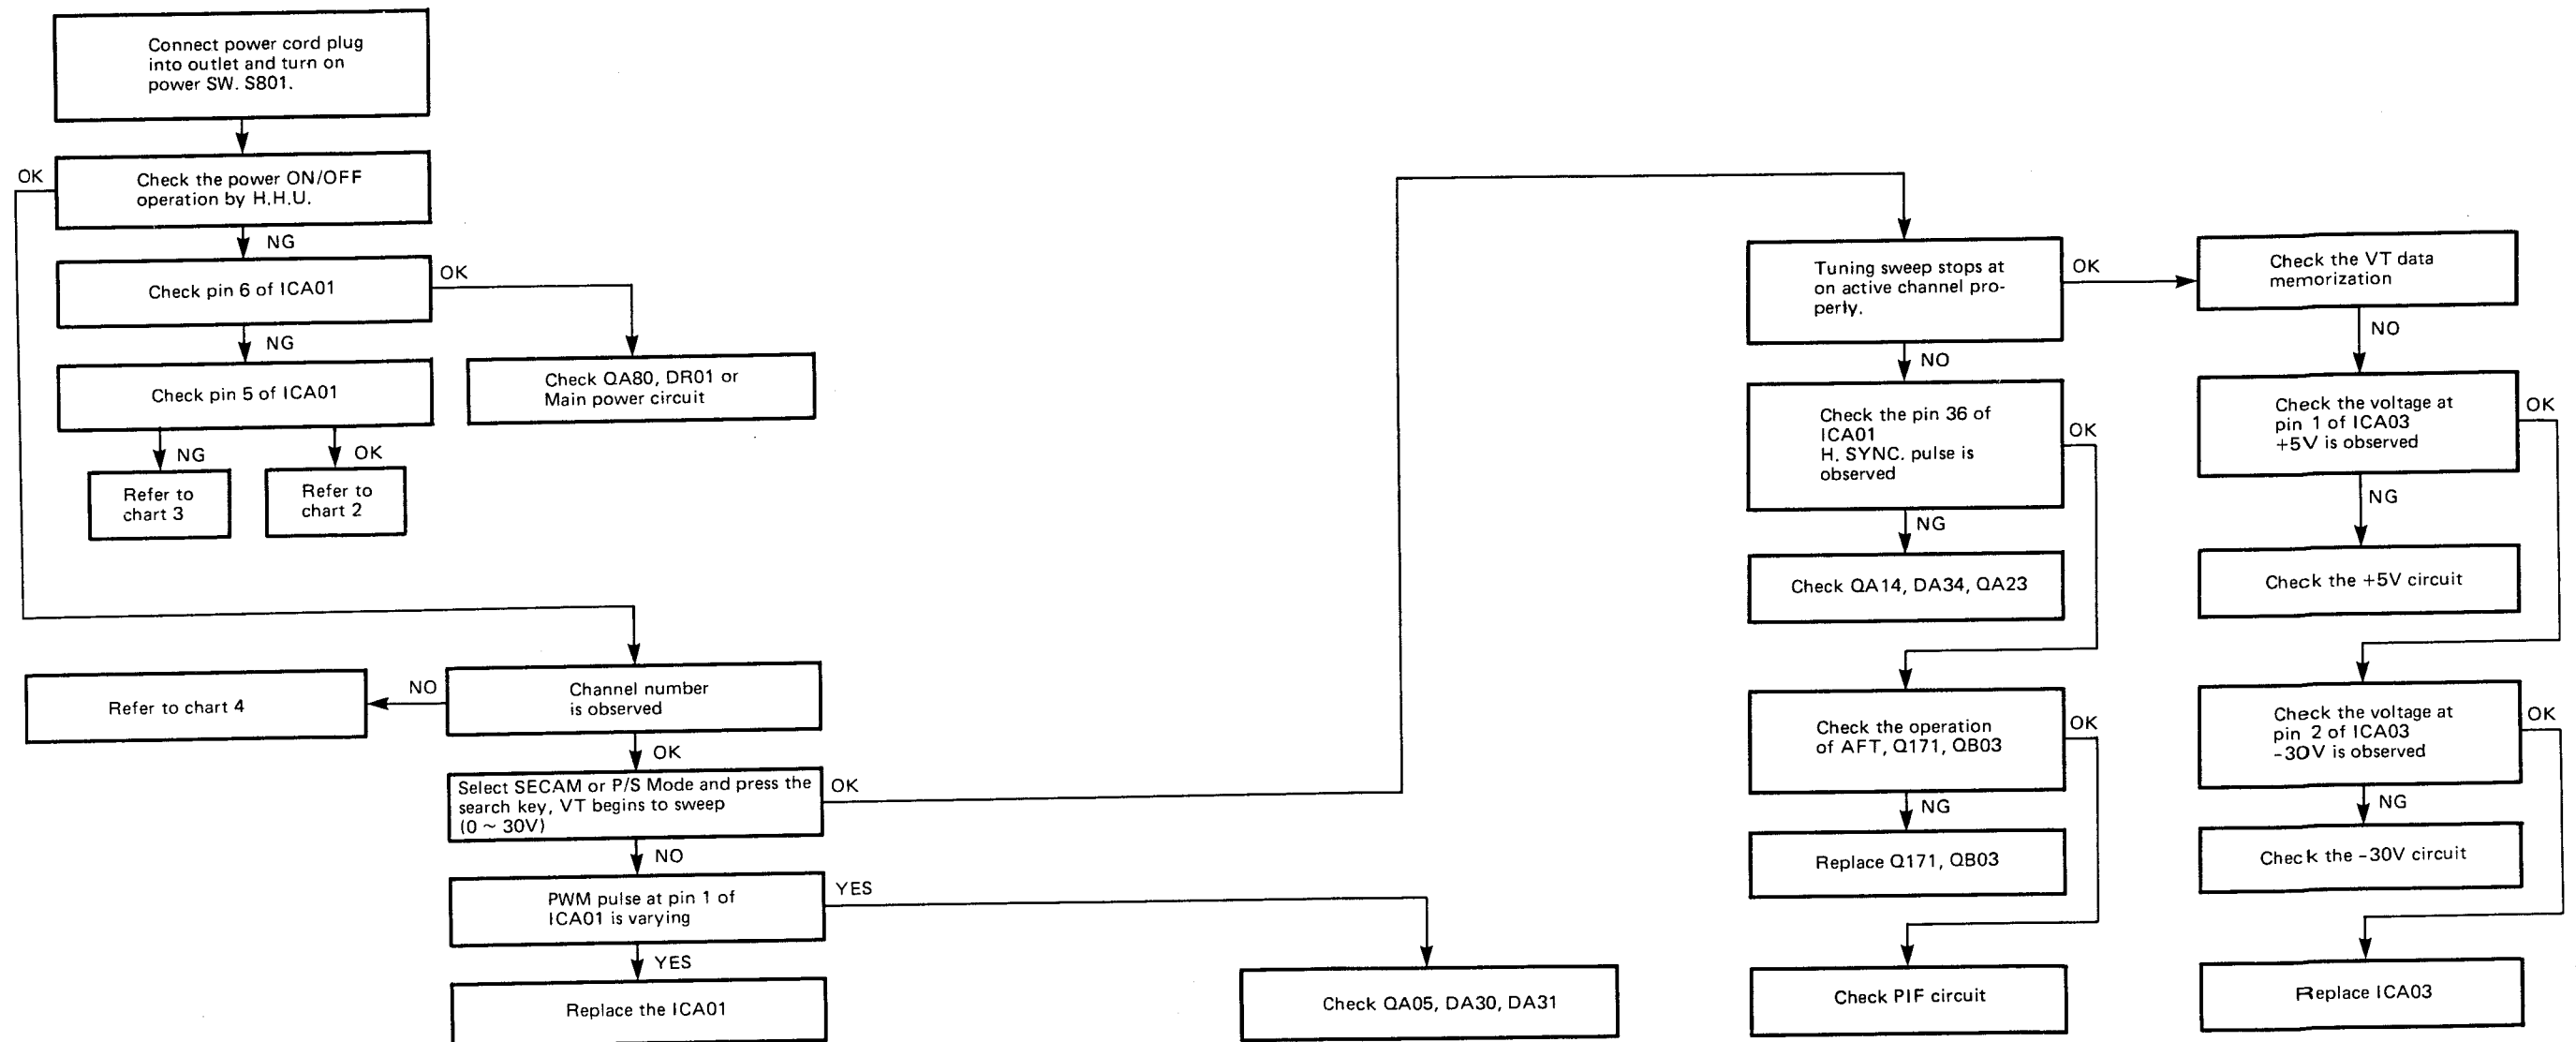 Connect power cord plug
into outlet and turn on
power SW. S801.
OK
Check the power ON/OFF
operation by H.H.U.
NG
Check pin 6 of ICA01
OK
NG
Check pin 5 of ICA01
Check QA80, DR01 or
Main power circuit
NG
OK
Refer to
chart 3
Refer to
chart 2
Refer to chart 4
NO
Channel number
is observed
OK
Select SECAM or P/S Mode and press the
search key, VT begins to sweep
(0 ~ 30V)
OK
NO
PWM pulse at pin 1 of
ICA01 is varying
YES
YES
Replace the ICA01
Check QA05, DA30, DA31
Tuning sweep stops at
on active channel pro-
perly.
OK
NO
Check the pin 36 of
ICA01
H. SYNC. pulse is
observed
OK
NG
Check QA14, DA34, QA23
Check the operation
of AFT, Q171, QB03
OK
NG
Replace Q171, QB03
Check PIF circuit
Check the VT data
memorization
NO
Check the voltage at
pin 1 of ICA03
+5V is observed
OK
NG
Check the +5V circuit
Check the voltage at
pin 2 of ICA03
-30V is observed
OK
NG
Check the -30V circuit
Replace ICA03